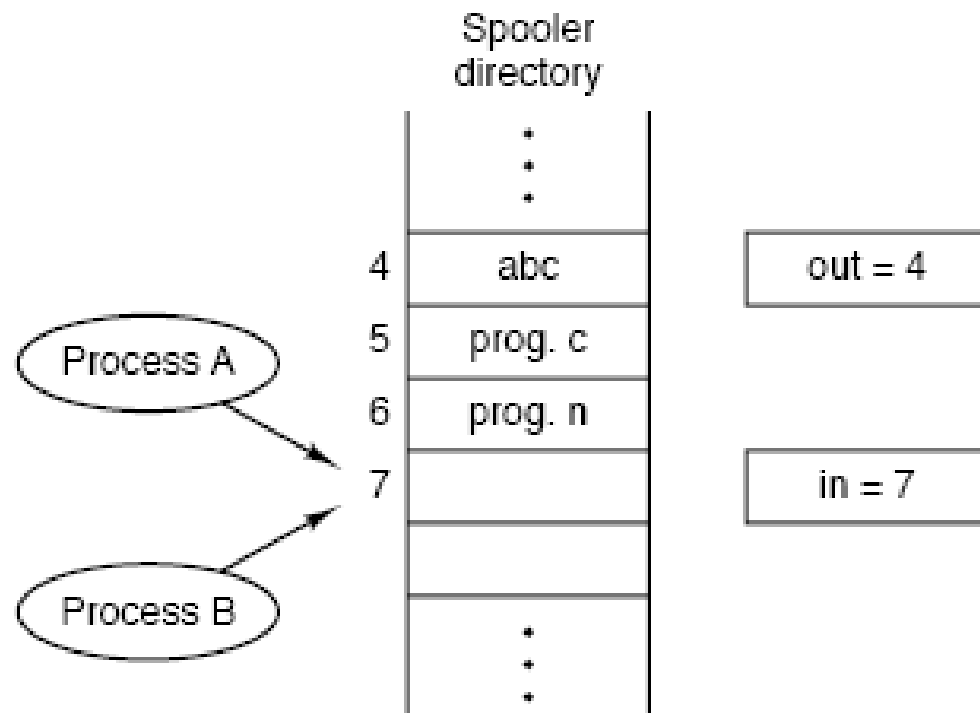 Spooler
directory
4 abc out = 4
5 prog. c
Process A
6 prog. n
7 in = 7
Process B